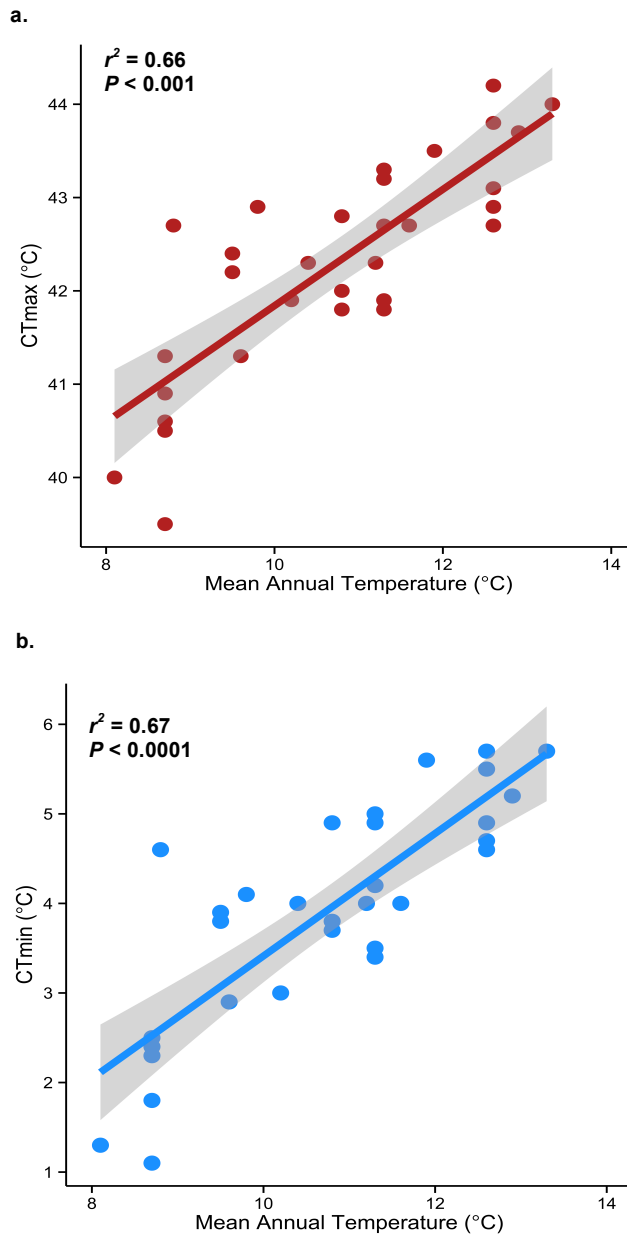 a.
r² = 0.66
P < 0.001
44
43
42
41
40
CTmax (°C)
8 10 12 14
Mean Annual Temperature (°C)
b.
r² = 0.67
P < 0.0001
6
5
4
3
2
1
CTmin (°C)
8 10 12 14
Mean Annual Temperature (°C)